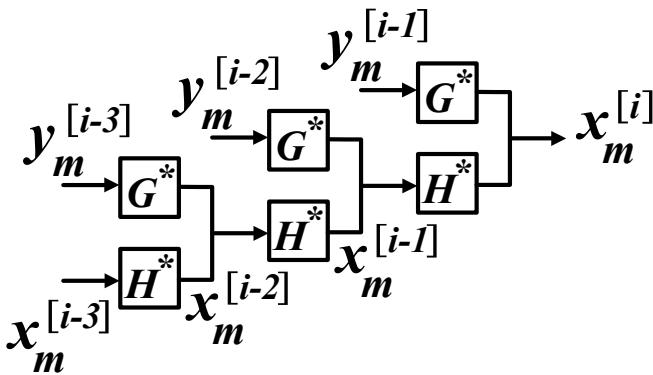 y_m^[i-1]
G*
x_m^[i]
y_m^[i-2]
G*
H*
x_m^[i-1]
y_m^[i-3]
G*
H*
x_m^[i-2]
H*
x_m^[i-3]